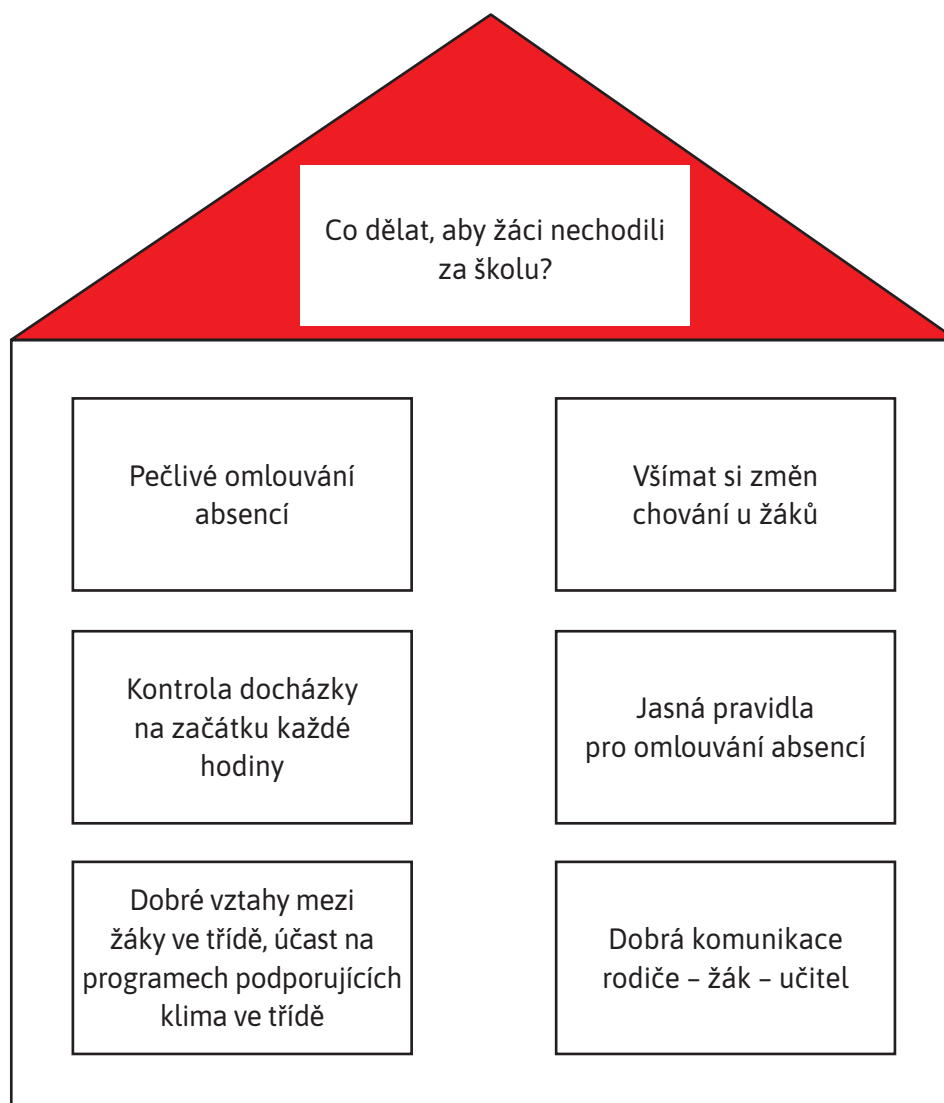 Co dělat, aby žáci nechodili
za školu?
Pečlivé omlouvání
absencí
Všímat si změn
chování u žáků
Kontrola docházky
na začátku každé
hodiny
Jasná pravidla
pro omlouvání absencí
Dobré vztahy mezi
žáky ve třídě, účast na
programech podporujících
klima ve třídě
Dobrá komunikace
rodiče – žák – učitel